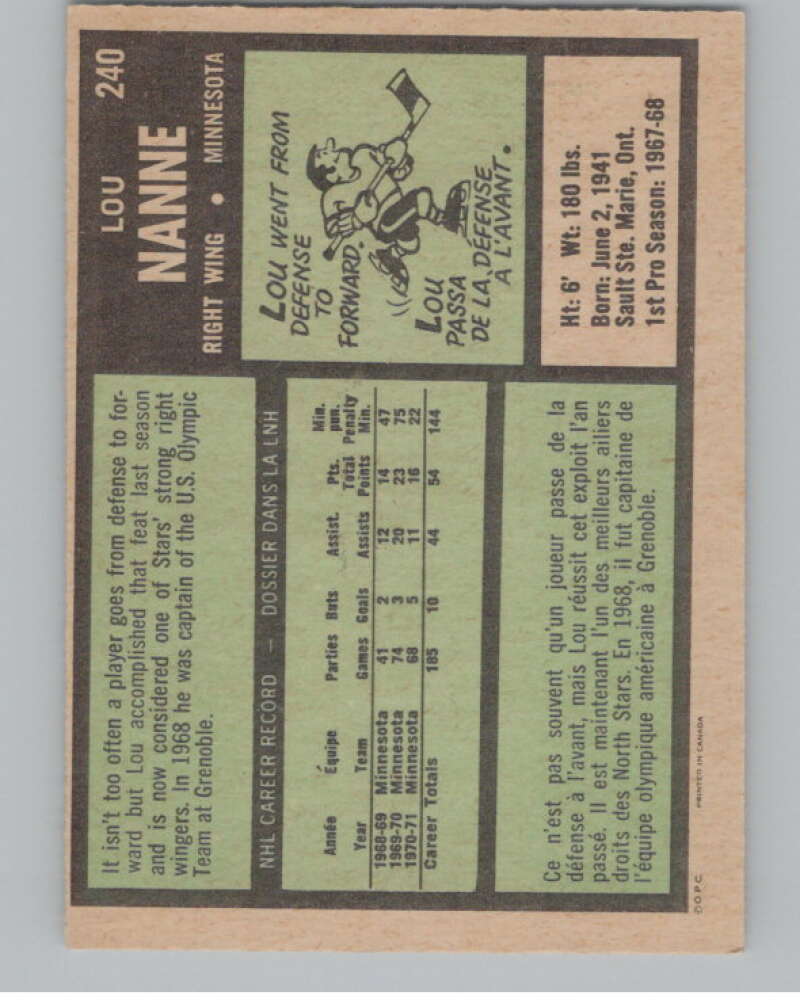 LOU 240
NANNE
RIGHT WING • MINNESOTA
It isn't too often a player goes from defense to for-
ward but Lou accomplished that feat last season
and is now considered one of Stars' strong right
wingers. In 1968 he was captain of the U.S. Olympic
Team at Grenoble.
LOU WENT FROM
DEFENSE
TO
FORWARD.
LOU
PASSA
DE LA DÉFENSE
A L'AVANT.
NHL CAREER RECORD — DOSSIER DANS LA LNH
Année Équipe Parties Buts Assist. Pts. Total Min. pun.
Year Team Games Goals Assists Points Penalty Min.
1968-69 Minnesota 41 2 12 14 47
1969-70 Minnesota 74 3 20 23 75
1970-71 Minnesota 68 5 11 16 22
Career Totals 185 10 44 54 144
Ht: 6' Wt: 180 lbs.
Born: June 2, 1941
Sault Ste. Marie, Ont.
1st Pro Season: 1967-68
Ce n'est pas souvent qu'un joueur passe de la
défense à l'avant, mais Lou réussit cet exploit l'an
passé. Il est maintenant l'un des meilleurs ailiers
droits des North Stars. En 1968, il fut capitaine de
l'équipe olympique américaine à Grenoble.
© O.P.C. PRINTED IN CANADA